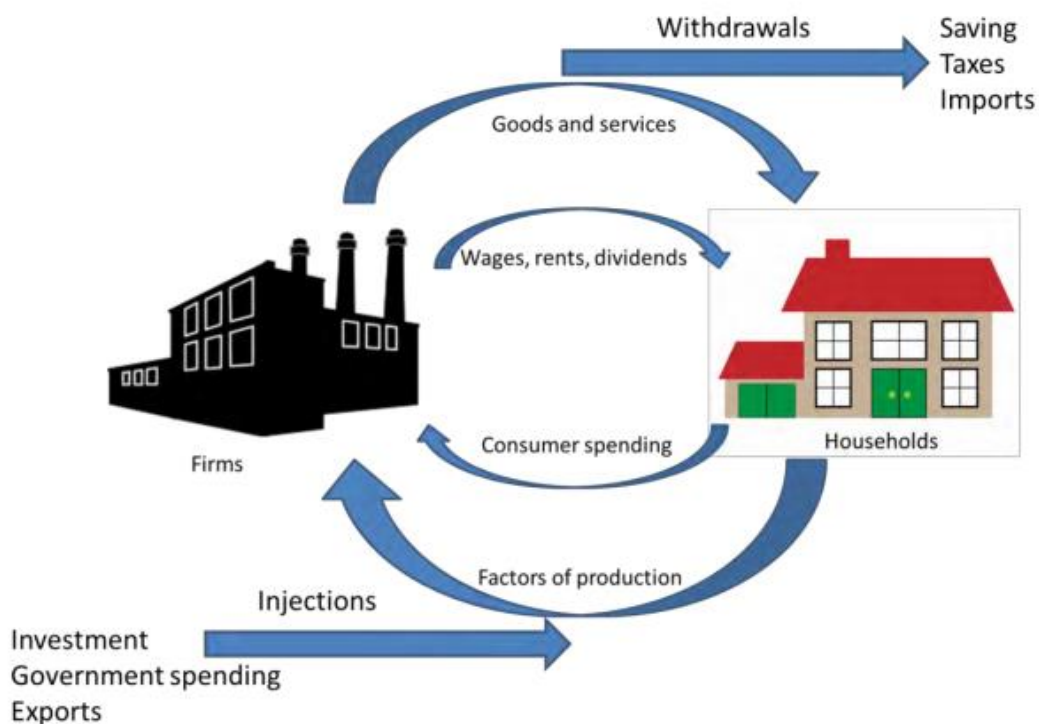 Withdrawals
Saving
Taxes
Imports
Goods and services
Wages, rents, dividends
Consumer spending
Households
Firms
Factors of production
Injections
Investment
Government spending
Exports